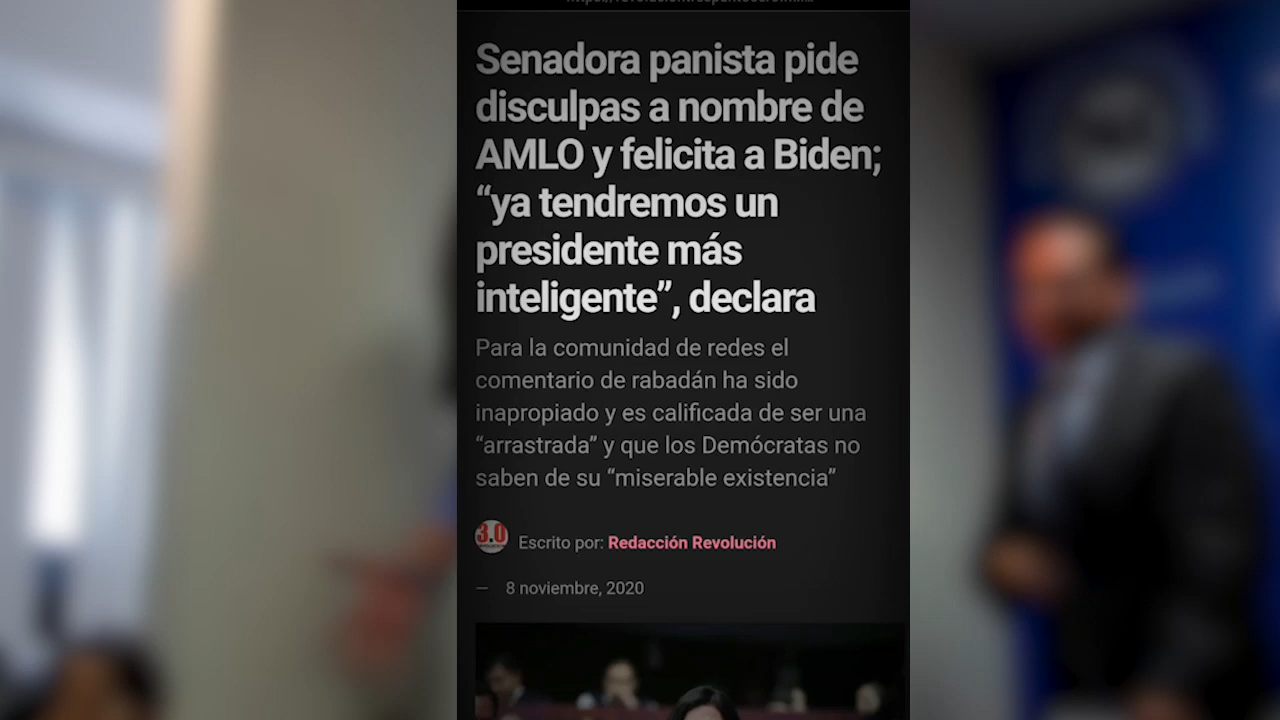 Senadora panista pide
disculpas a nombre de
AMLO y felicita a Biden;
“ya tendremos un
presidente más
inteligente”, declara
Para la comunidad de redes el
comentario de rabadán ha sido
inapropiado y es calificada de ser una
“arrastrada” y que los Demócratas no
saben de su “miserable existencia”
3.0
Escrito por: Redacción Revolución
— 8 noviembre, 2020